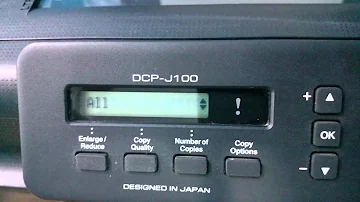 DCP-J100
All
!
+
Enlarge/
Reduce
Copy
Quality
Number of
Copies
Copy
Options
OK
−
DESIGNED IN JAPAN